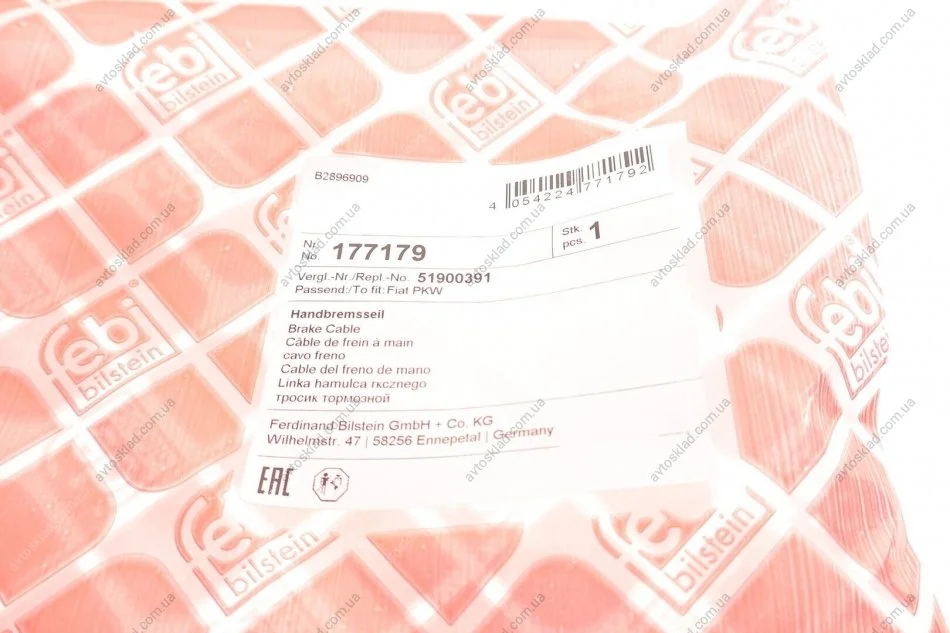 febi
bilstein
B2896909
4 054224 771792
Nr.
No. 177179
Stk.
pcs. 1
Vergl.-Nr./Repl.-No. 51900391
Passend:/To fit: Fiat PKW
Handbremsseil
Brake Cable
Câble de frein à main
cavo freno
Cable del freno de mano
Linka hamulca rkcznego
тросик тормозной
Ferdinand Bilstein GmbH + Co. KG
Wilhelmstr. 47 | 58256 Ennepetal | Germany
EAC
avtosklad.com.ua